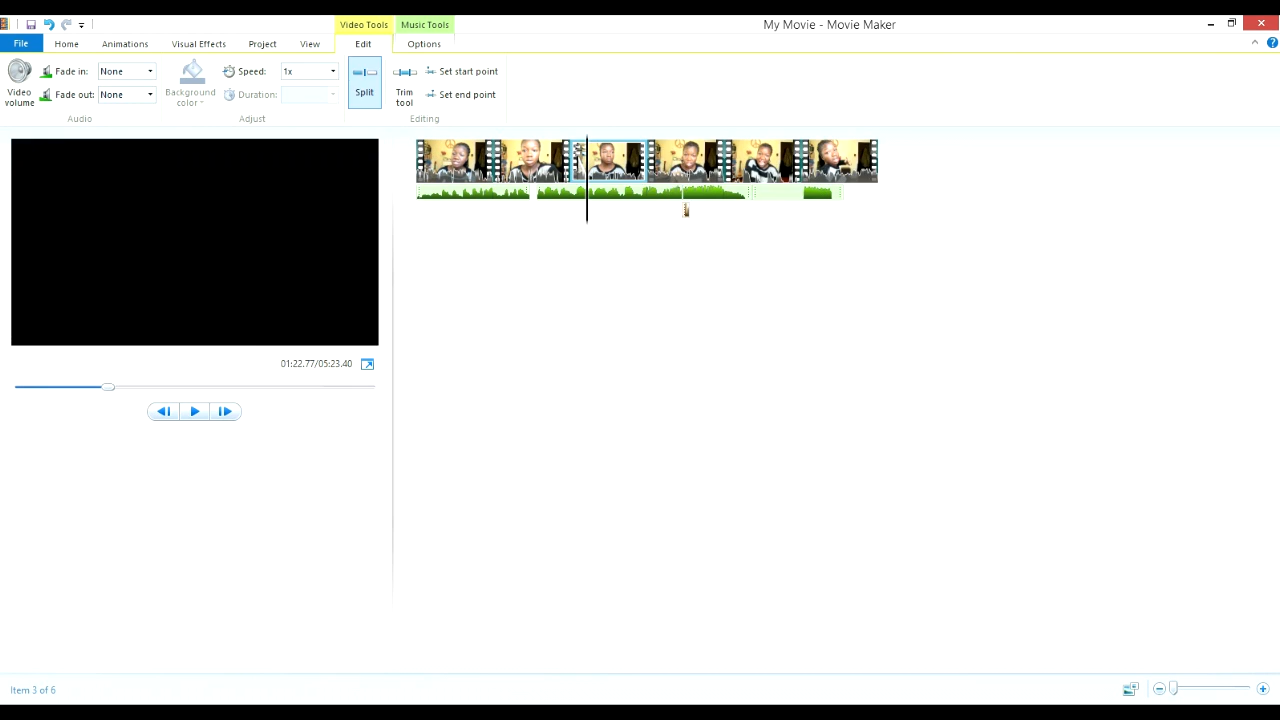 Video Tools Music Tools My Movie - Movie Maker
File Home Animations Visual Effects Project View Edit Options
Video volume
Fade in: None
Fade out: None
Audio
Background color
Speed: 1x
Duration:
Adjust
Split
Trim tool
Set start point
Set end point
Editing
01:22.77/05:23.40
Item 3 of 6